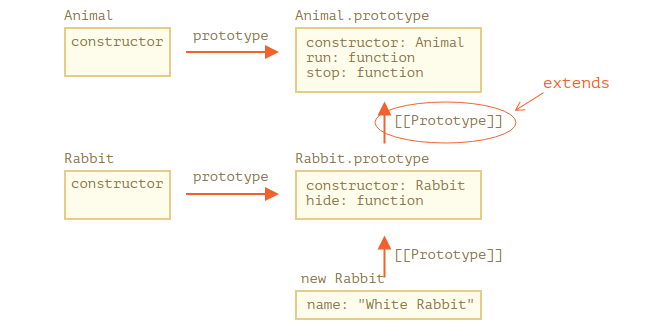 Animal
Animal.prototype
constructor
prototype
constructor: Animal
run: function
stop: function
extends
[[Prototype]]
Rabbit
Rabbit.prototype
constructor
prototype
constructor: Rabbit
hide: function
[[Prototype]]
new Rabbit
name: "White Rabbit"